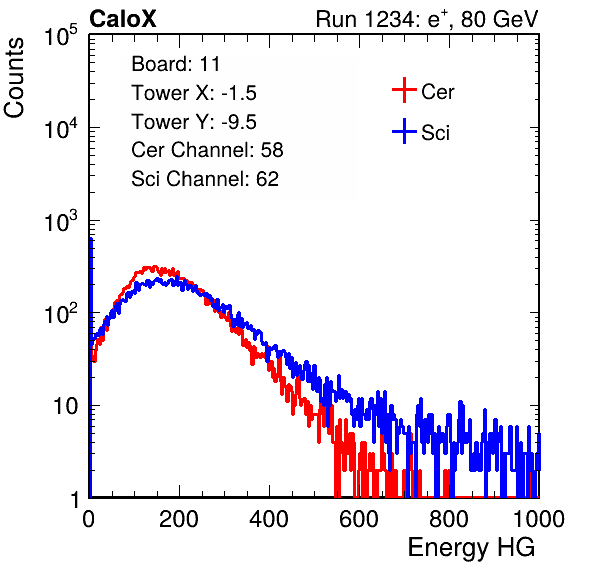 CaloX Run 1234: e⁺, 80 GeV
Counts
Board: 11
Tower X: -1.5
Tower Y: -9.5
Cer Channel: 58
Sci Channel: 62
Cer
Sci
10⁵
10⁴
10³
10²
10
1
0 200 400 600 800 1000
Energy HG